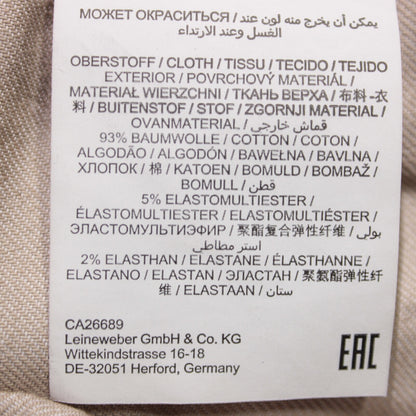 МОЖЕТ ОКРАСИТЬСЯ / يمكن أن يخرج منه لون عند
الغسل وعند الارتداء
OBERSTOFF / CLOTH / TISSU / TECIDO / TEJIDO
EXTERIOR / POVRCHOVÝ MATERIÁL /
MATERIAŁ WIERZCHNI / ТКАНЬ ВЕРХА / 布料 -衣
料 / BUITENSTOF / STOF / ZGORNJI MATERIAL /
OVANMATERIAL / قماش خارجي
93% BAUMWOLLE / COTTON / COTON /
ALGODÃO / ALGODÓN / BAWEŁNA / BAVLNA /
ХЛОПОК / 棉 / KATOEN / BOMULD / BOMBAŽ /
BOMULL / قطن
5% ELASTOMULTIESTER /
ÉLASTOMULTIESTER / ELASTOMULTIÉSTER /
ЭЛАСТОМУЛЬТИЭФИР / 聚酯复合弹性纤维 / بولي
استر مطاطي
2% ELASTHAN / ELASTANE / ÉLASTHANNE /
ELASTANO / ELASTAN / ЭЛАСТАН / 聚氨酯弹性纤
维 / ELASTAAN / ستان
CA26689
Leineweber GmbH & Co. KG
Wittekindstrasse 16-18
DE-32051 Herford, Germany
EAC